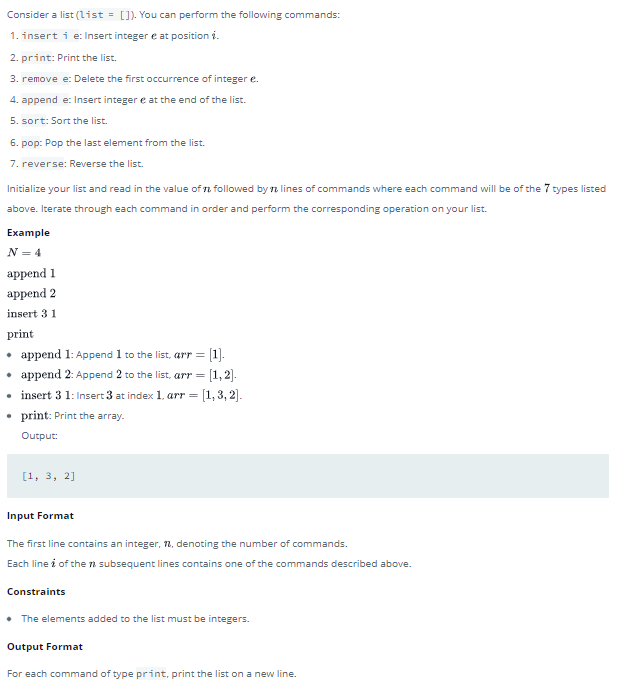 Consider a list (list = []). You can perform the following commands:
1. insert i e: Insert integer e at position i.
2. print: Print the list.
3. remove e: Delete the first occurrence of integer e.
4. append e: Insert integer e at the end of the list.
5. sort: Sort the list.
6. pop: Pop the last element from the list.
7. reverse: Reverse the list.
Initialize your list and read in the value of n followed by n lines of commands where each command will be of the 7 types listed
above. Iterate through each command in order and perform the corresponding operation on your list.
Example
N = 4
append 1
append 2
insert 3 1
print
• append 1: Append 1 to the list, arr = [1].
• append 2: Append 2 to the list, arr = [1, 2].
• insert 3 1: Insert 3 at index 1, arr = [1, 3, 2].
• print: Print the array.
Output:
[1, 3, 2]
Input Format
The first line contains an integer, n, denoting the number of commands.
Each line i of the n subsequent lines contains one of the commands described above.
Constraints
• The elements added to the list must be integers.
Output Format
For each command of type print, print the list on a new line.